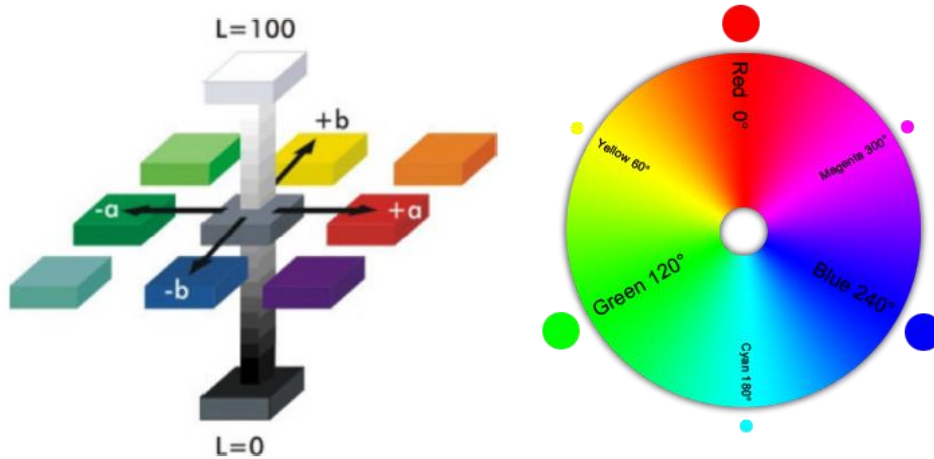 L=100
+b
-a
+a
-b
L=0
Red 0°
Yellow 60°
Magenta 300°
Green 120°
Blue 240°
Cyan 180°